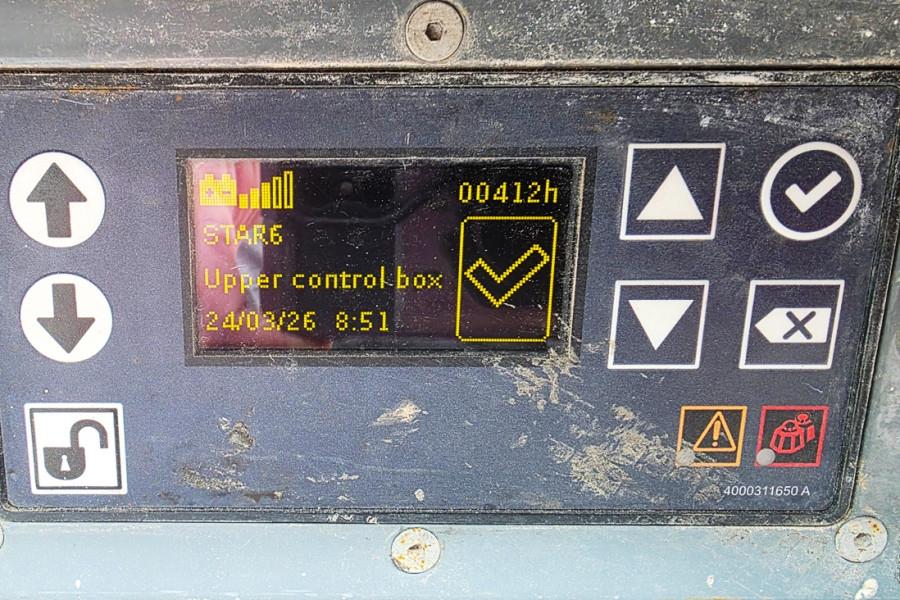 00412h
STAR6
Upper control box
24/03/26 8:51
4000311650 A